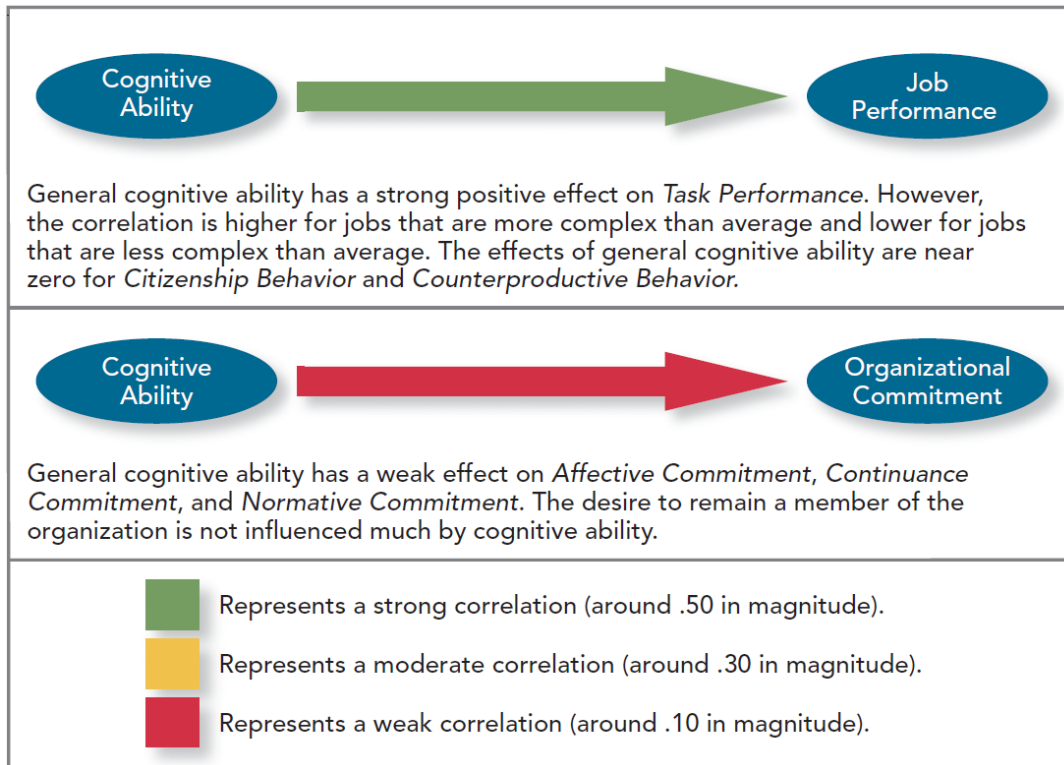 Cognitive
Ability
Job
Performance
General cognitive ability has a strong positive effect on Task Performance. However,
the correlation is higher for jobs that are more complex than average and lower for jobs
that are less complex than average. The effects of general cognitive ability are near
zero for Citizenship Behavior and Counterproductive Behavior.
Cognitive
Ability
Organizational
Commitment
General cognitive ability has a weak effect on Affective Commitment, Continuance
Commitment, and Normative Commitment. The desire to remain a member of the
organization is not influenced much by cognitive ability.
Represents a strong correlation (around .50 in magnitude).
Represents a moderate correlation (around .30 in magnitude).
Represents a weak correlation (around .10 in magnitude).